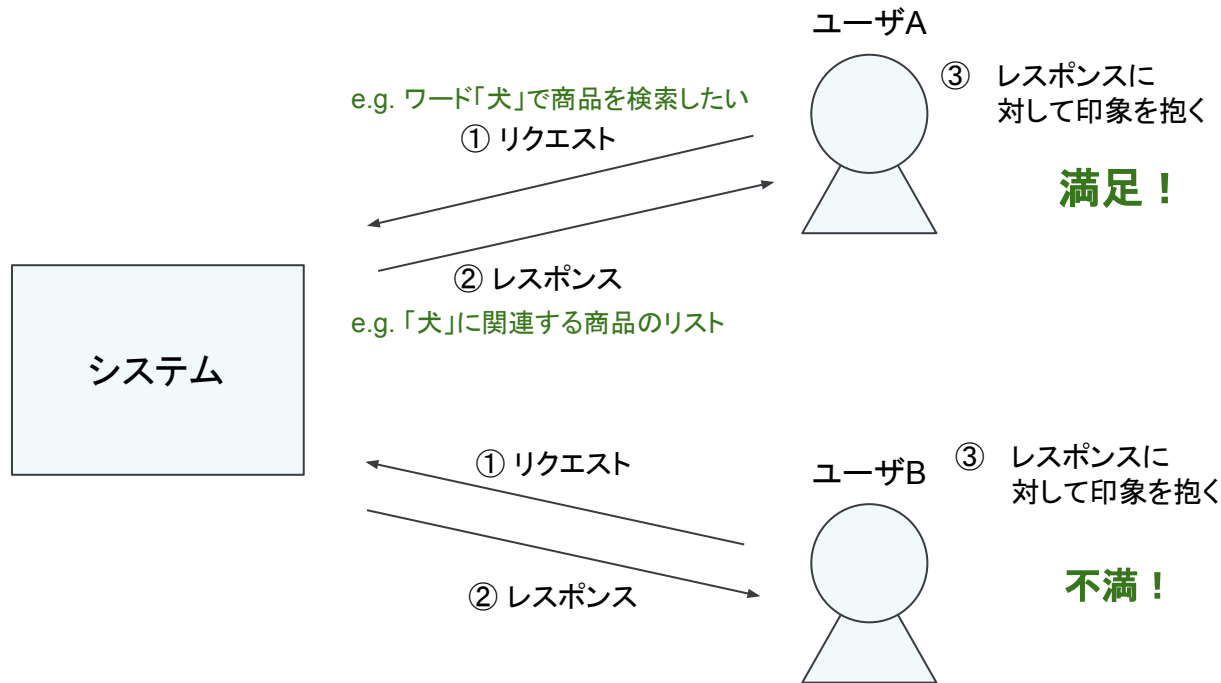 ユーザA
③ レスポンスに
対して印象を抱く
満足！
e.g. ワード「犬」で商品を検索したい
① リクエスト
② レスポンス
e.g.「犬」に関連する商品のリスト
システム
① リクエスト
② レスポンス
ユーザB
③ レスポンスに
対して印象を抱く
不満！